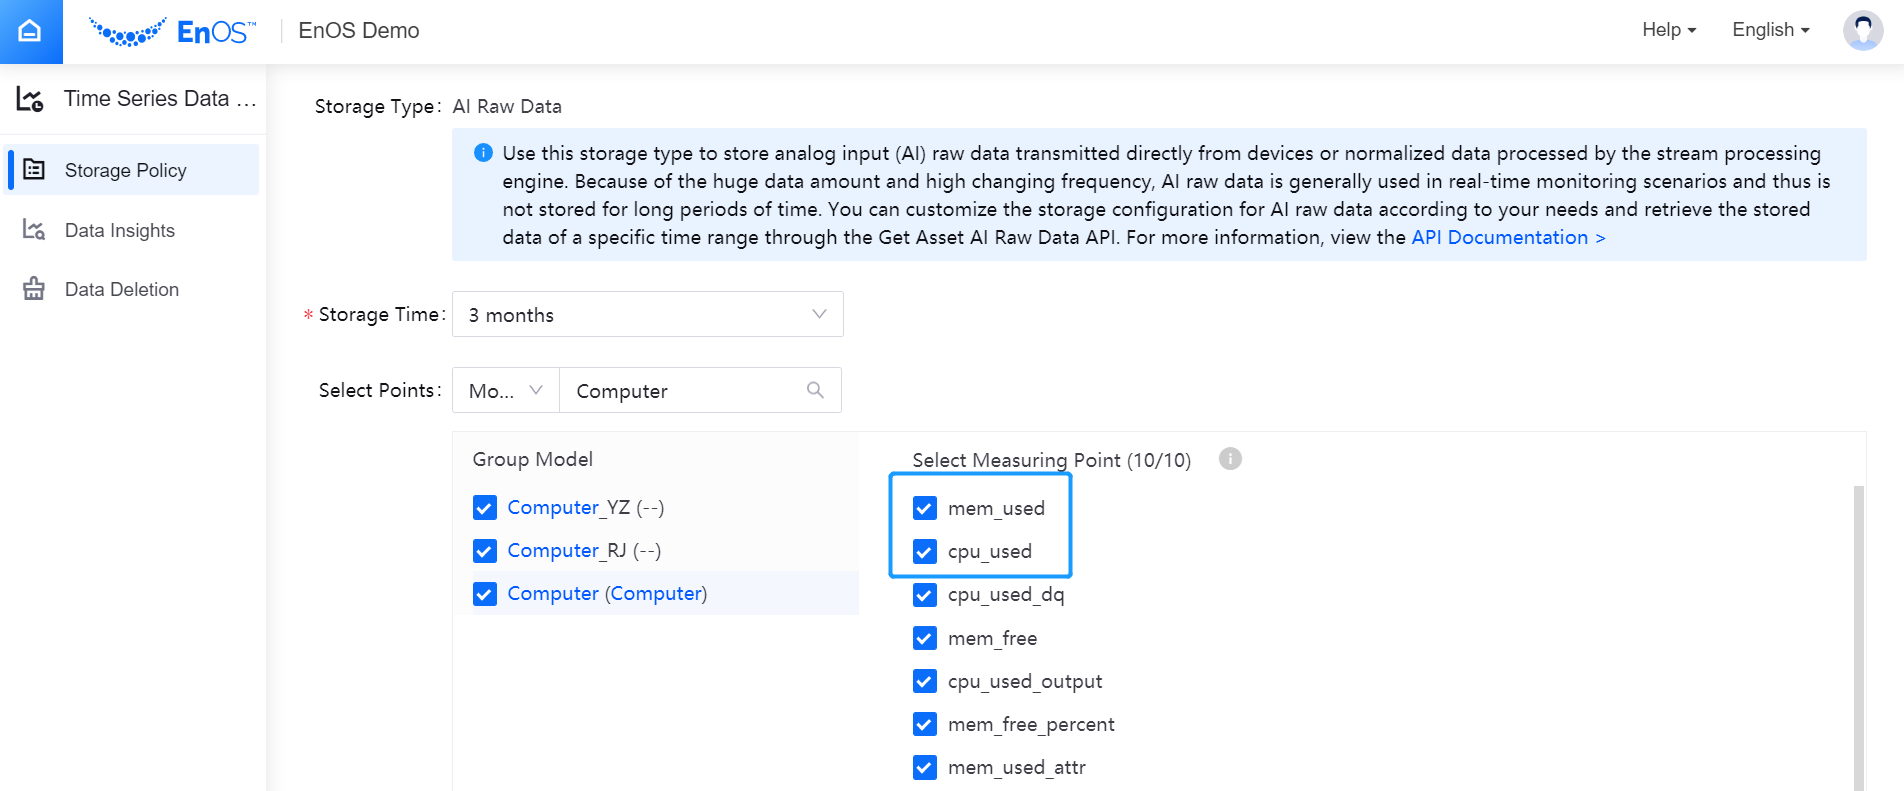 EnOS™ EnOS Demo Help English
Time Series Data ...
Storage Policy
Data Insights
Data Deletion
Storage Type: AI Raw Data
Use this storage type to store analog input (AI) raw data transmitted directly from devices or normalized data processed by the stream processing
engine. Because of the huge data amount and high changing frequency, AI raw data is generally used in real-time monitoring scenarios and thus is
not stored for long periods of time. You can customize the storage configuration for AI raw data according to your needs and retrieve the stored
data of a specific time range through the Get Asset AI Raw Data API. For more information, view the API Documentation >
* Storage Time: 3 months
Select Points: Mo... Computer
Group Model
Computer_YZ (--)
Computer_RJ (--)
Computer (Computer)
Select Measuring Point (10/10)
mem_used
cpu_used
cpu_used_dq
mem_free
cpu_used_output
mem_free_percent
mem_used_attr